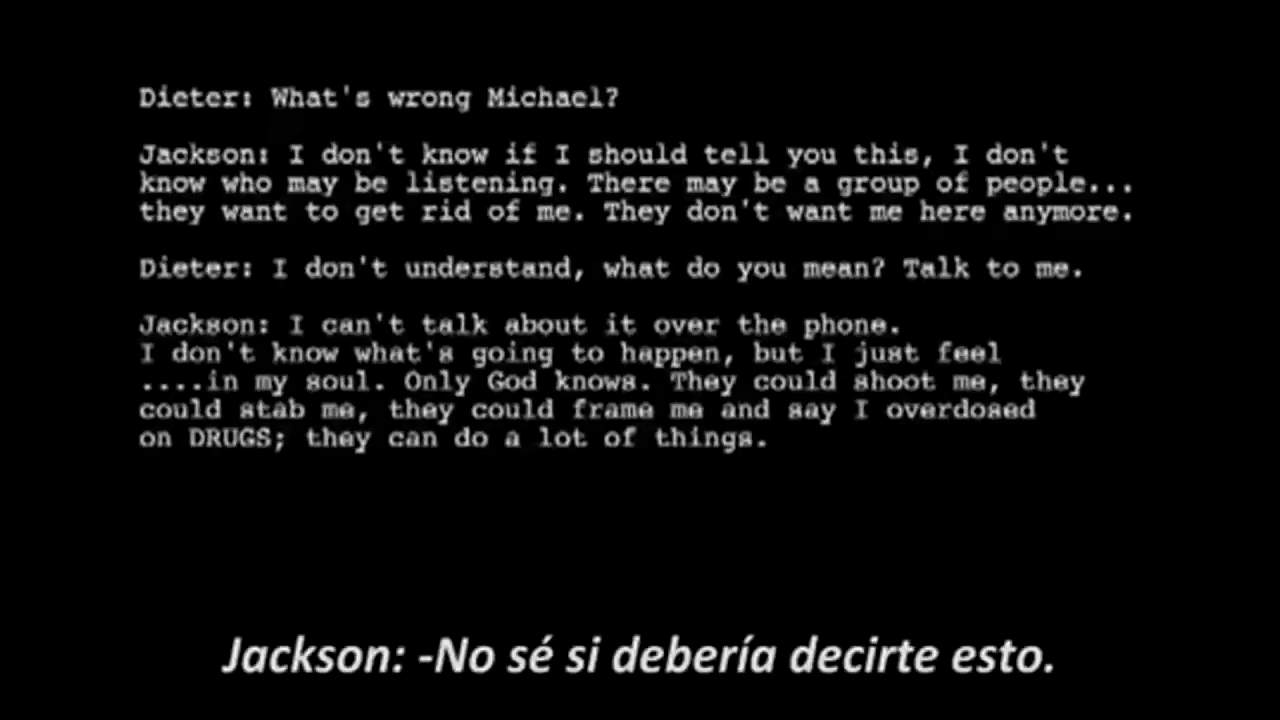 Dieter: What's wrong Michael?
Jackson: I don't know if I should tell you this, I don't
know who may be listening. There may be a group of people...
they want to get rid of me. They don't want me here anymore.
Dieter: I don't understand, what do you mean? Talk to me.
Jackson: I can't talk about it over the phone.
I don't know what's going to happen, but I just feel
....in my soul. Only God knows. They could shoot me, they
could stab me, they could frame me and say I overdosed
on DRUGS; they can do a lot of things.
Jackson: -No sé si debería decirte esto.